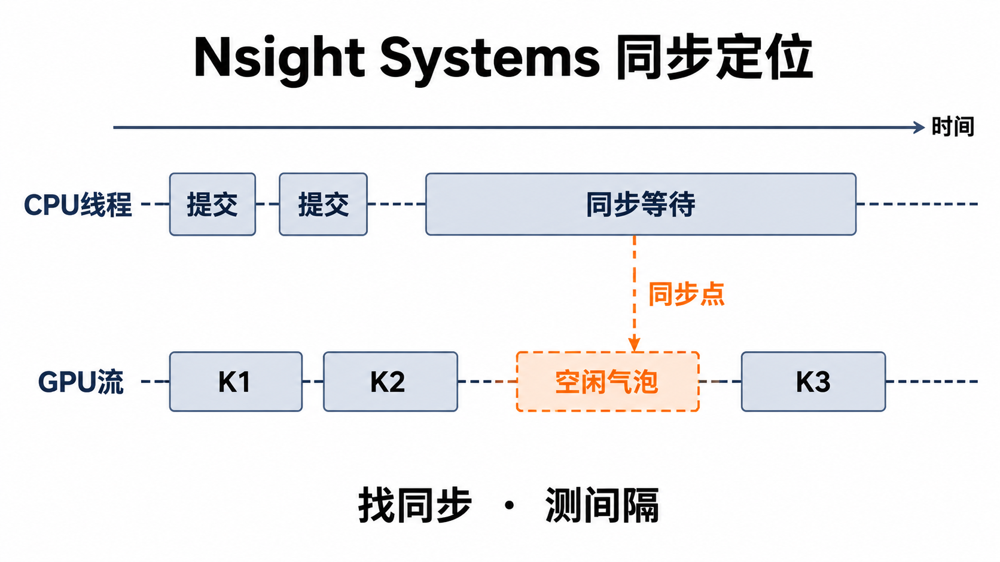 Nsight Systems 同步定位
时间
CPU线程
提交
提交
同步等待
同步点
GPU流
K1
K2
空闲气泡
K3
找同步 · 测间隔